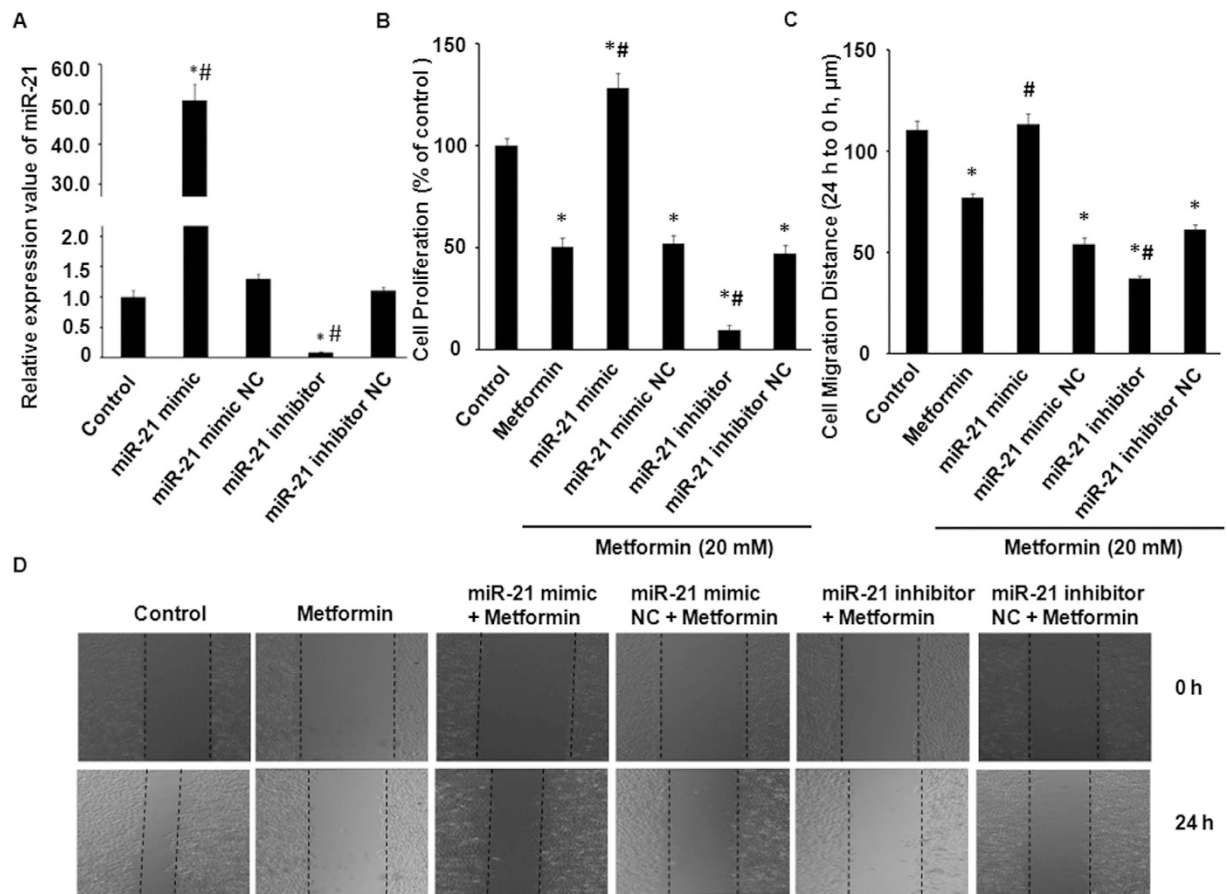 A
Relative expression value of miR-21
60.0
50.0
40.0
30.0
2.0
1.5
1.0
0.5
0
*#
* #
Control
miR-21 mimic
miR-21 mimic NC
miR-21 inhibitor
miR-21 inhibitor NC
B
Cell Proliferation (% of control )
150
100
50
0
*
*#
*
*#
*
Control
Metformin
miR-21 mimic
miR-21 mimic NC
miR-21 inhibitor
miR-21 inhibitor NC
Metformin (20 mM)
C
Cell Migration Distance (24 h to 0 h, μm)
150
100
50
0
*
#
*
*#
*
Control
Metformin
miR-21 mimic
miR-21 mimic NC
miR-21 inhibitor
miR-21 inhibitor NC
Metformin (20 mM)
D
Control
Metformin
miR-21 mimic
+ Metformin
miR-21 mimic
NC + Metformin
miR-21 inhibitor
+ Metformin
miR-21 inhibitor
NC + Metformin
0 h
24 h